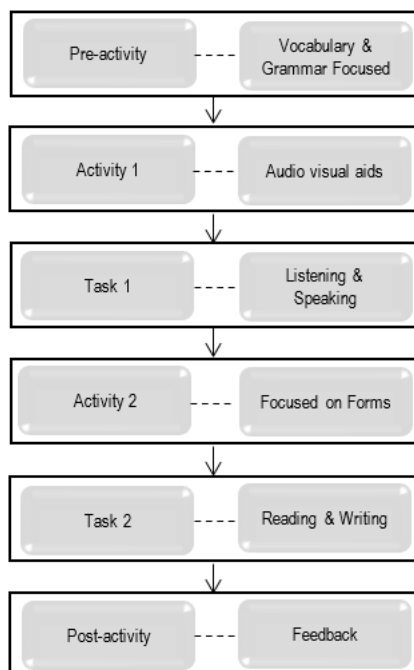 Pre-activity
Vocabulary &
Grammar Focused
Activity 1
Audio visual aids
Task 1
Listening &
Speaking
Activity 2
Focused on Forms
Task 2
Reading & Writing
Post-activity
Feedback